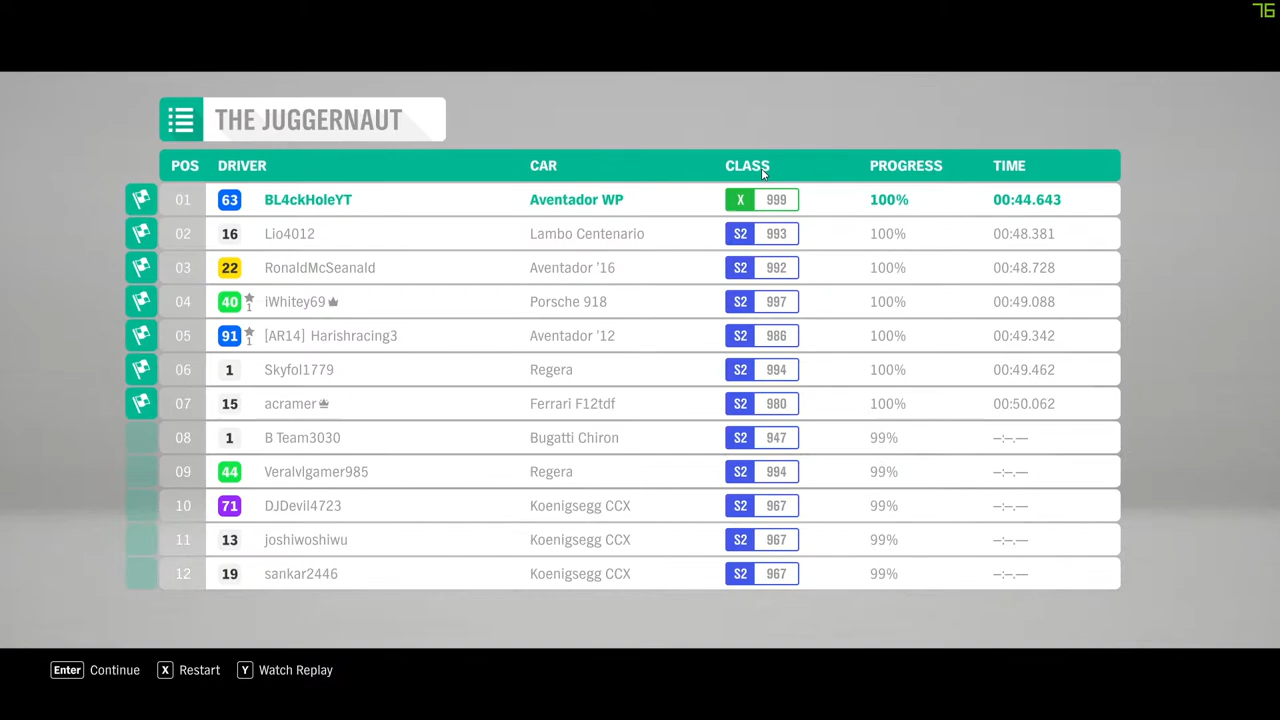 76
THE JUGGERNAUT
POS DRIVER CAR CLASS PROGRESS TIME
01 63 BL4ckHoleYT Aventador WP X 999 100% 00:44.643
02 16 Lio4012 Lambo Centenario S2 993 100% 00:48.381
03 22 RonaldMcSeanald Aventador '16 S2 992 100% 00:48.728
04 40 1 iWhitey69 Porsche 918 S2 997 100% 00:49.088
05 91 1 [AR14] Harishracing3 Aventador '12 S2 986 100% 00:49.342
06 1 Skyfol1779 Regera S2 994 100% 00:49.462
07 15 acramer Ferrari F12tdf S2 980 100% 00:50.062
08 1 B Team3030 Bugatti Chiron S2 947 99% –:–.––
09 44 Veralvlgamer985 Regera S2 994 99% –:–.––
10 71 DJDevil4723 Koenigsegg CCX S2 967 99% –:–.––
11 13 joshiwoshiwu Koenigsegg CCX S2 967 99% –:–.––
12 19 sankar2446 Koenigsegg CCX S2 967 99% –:–.––
Enter Continue X Restart Y Watch Replay